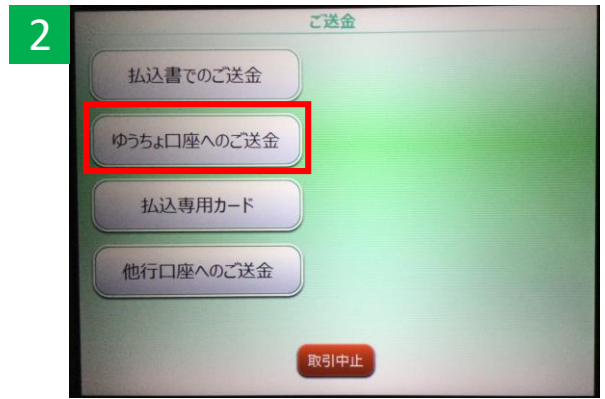 2
ご送金
払込書でのご送金
ゆうちょ口座へのご送金
払込専用カード
他行口座へのご送金
取引中止